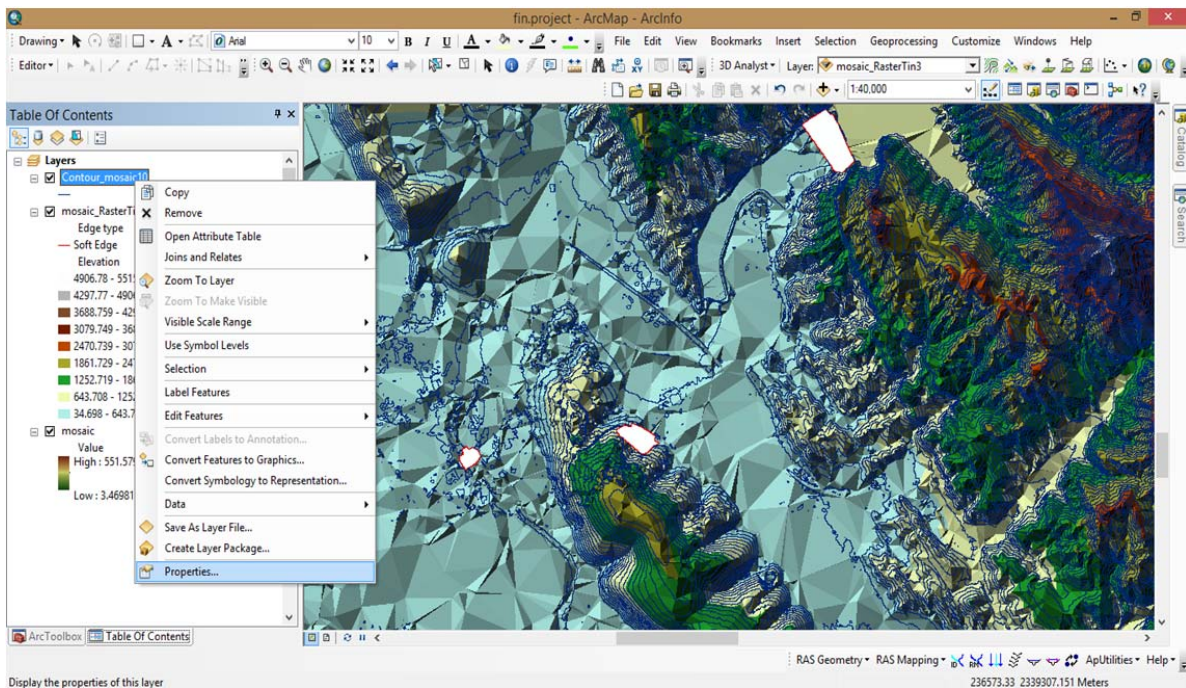 fin.project - ArcMap - ArcInfo
Drawing Arial 10 B I U A File Edit View Bookmarks Insert Selection Geoprocessing Customize Windows Help
Editor 3D Analyst Layer: mosaic_RasterTin3
1:40,000
Table Of Contents
Layers
Contour_mosaic10
mosaic_RasterTi
Edge type
Soft Edge
Elevation
4906.78 - 551
4297.77 - 490
3688.759 - 42
3079.749 - 36
2470.739 - 30
1861.729 - 24
1252.719 - 18
643.708 - 125
34.698 - 643.7
mosaic
Value
High : 551.57
Low : 3.46981
Copy
Remove
Open Attribute Table
Joins and Relates
Zoom To Layer
Zoom To Make Visible
Visible Scale Range
Use Symbol Levels
Selection
Label Features
Edit Features
Convert Labels to Annotation...
Convert Features to Graphics...
Convert Symbology to Representation...
Data
Save As Layer File...
Create Layer Package...
Properties...
Catalog
Search
ArcToolbox Table Of Contents
RAS Geometry RAS Mapping ApUtilities Help
Display the properties of this layer
236573.33 2339307.151 Meters